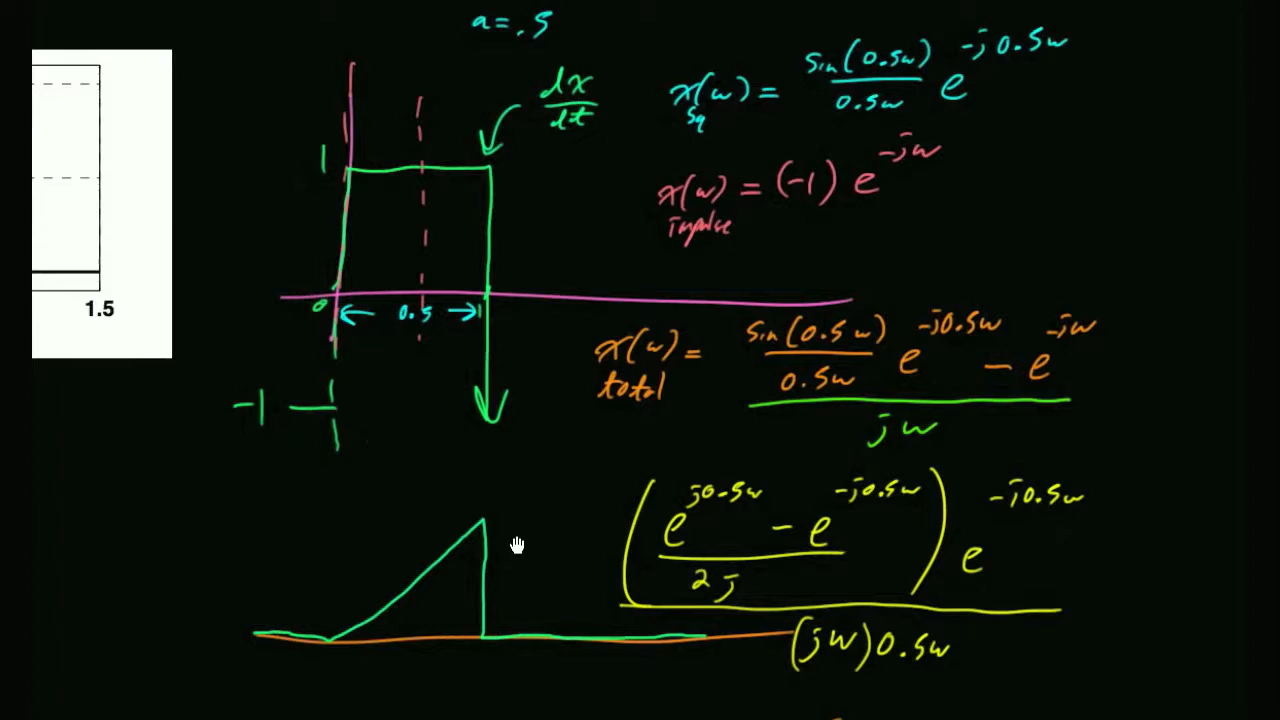 a = .5
dx/dt
x(w) = sin(0.5w)/0.5w e^-j0.5w
sq
1
x(w) = (-1) e^-jw
impulse
1.5
0
0.5
1
x(w) = (sin(0.5w)/0.5w e^-j0.5w - e^-jw)/jw
total
-1
((e^j0.5w - e^-j0.5w)/2j) e^-j0.5w
(jw)0.5w